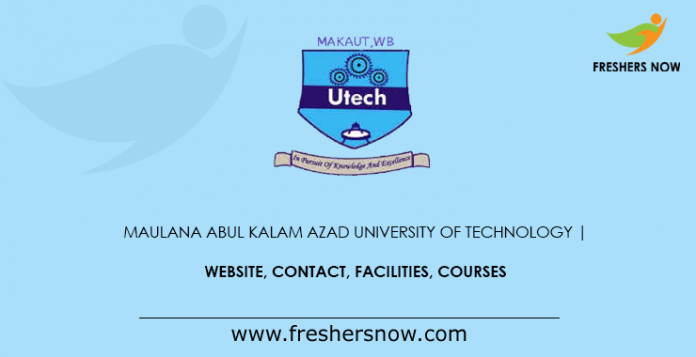 MAKAUT,WB
Utech
In Pursuit Of Knowledge And Excellence
FRESHERS NOW
MAULANA ABUL KALAM AZAD UNIVERSITY OF TECHNOLOGY |
WEBSITE, CONTACT, FACILITIES, COURSES
www.freshersnow.com